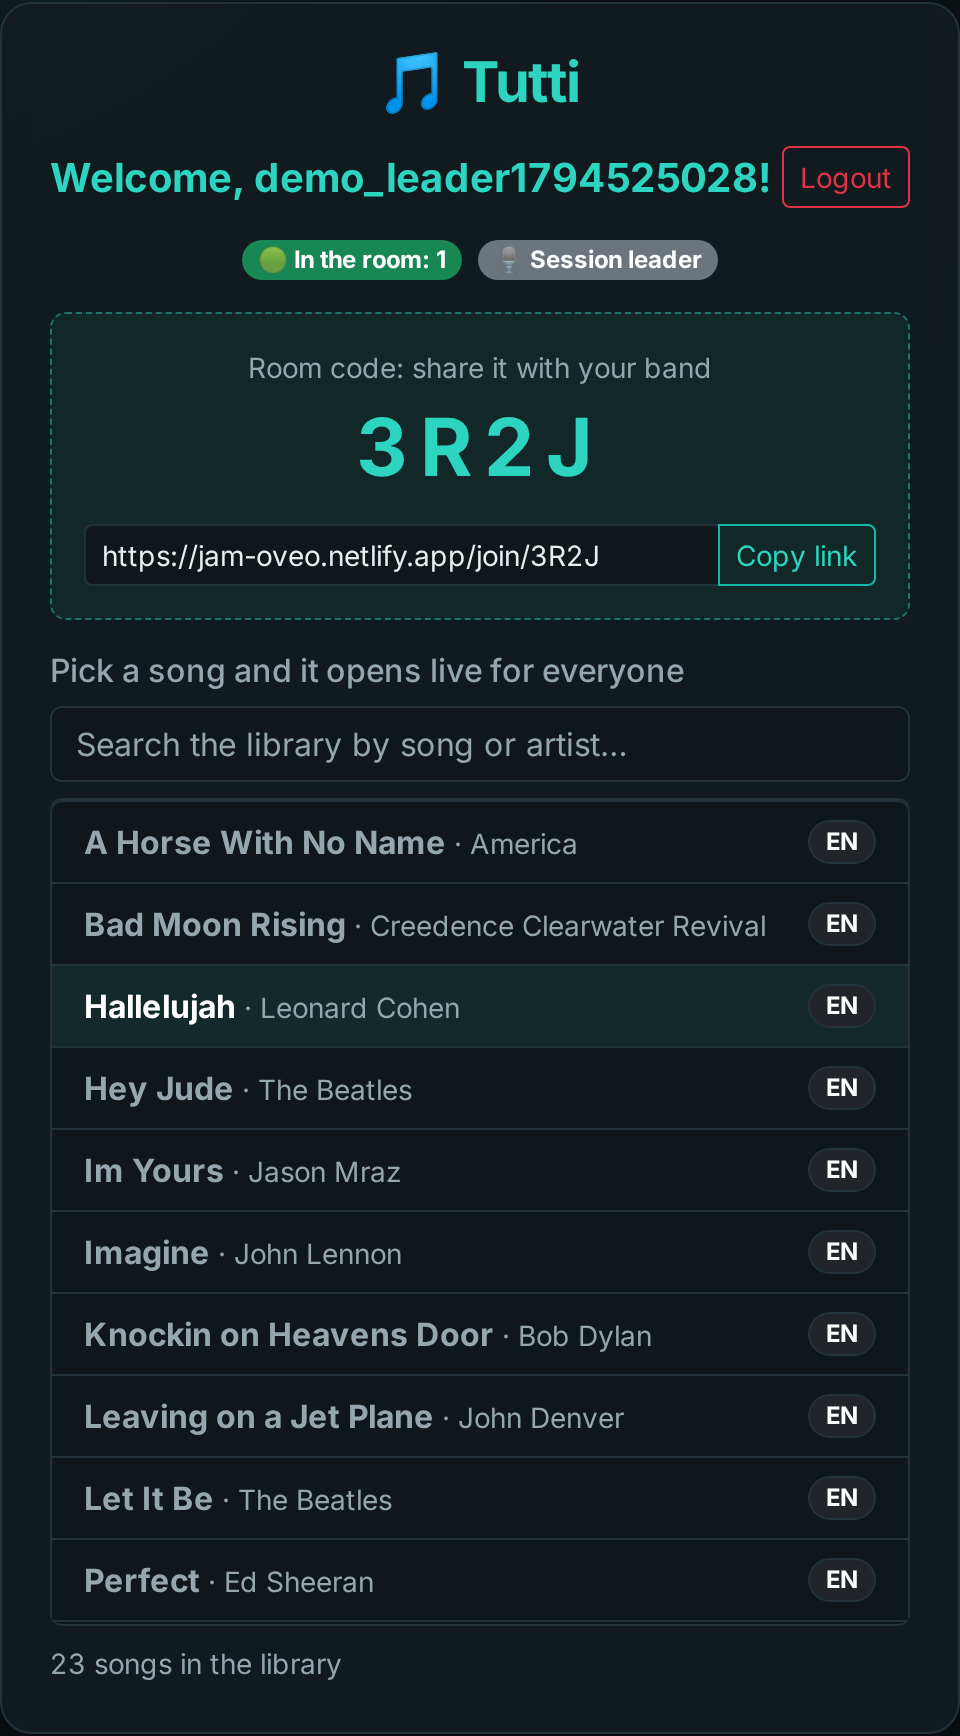 Tutti
Welcome, demo_leader1794525028! Logout
In the room: 1 Session leader
Room code: share it with your band
3R2J
https://jam-oveo.netlify.app/join/3R2J Copy link
Pick a song and it opens live for everyone
Search the library by song or artist...
A Horse With No Name · America EN
Bad Moon Rising · Creedence Clearwater Revival EN
Hallelujah · Leonard Cohen EN
Hey Jude · The Beatles EN
Im Yours · Jason Mraz EN
Imagine · John Lennon EN
Knockin on Heavens Door · Bob Dylan EN
Leaving on a Jet Plane · John Denver EN
Let It Be · The Beatles EN
Perfect · Ed Sheeran EN
23 songs in the library